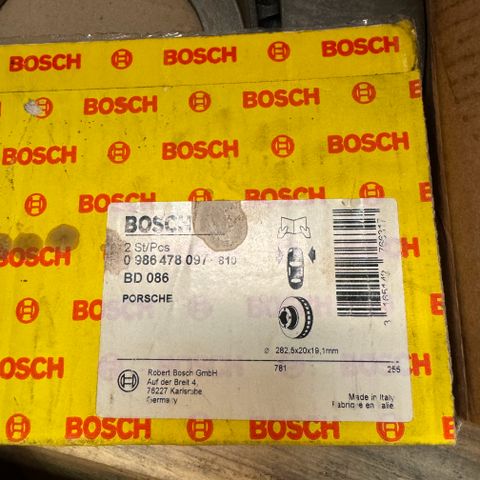 BOSCH BOSCH BOSCH
BOSCH BOSCH
BOSCH BOSCH BOSCH
BOSCH
2 St/Pcs
0 986 478 097 810
BD 086
PORSCHE
Ø 282,5x20x19,1mm
781 255
Robert Bosch GmbH
Auf der Breit 4,
76227 Karlsruhe
Germany
Made in Italy
Fabriqué en Italie
BOSCH BOSCH BOSCH